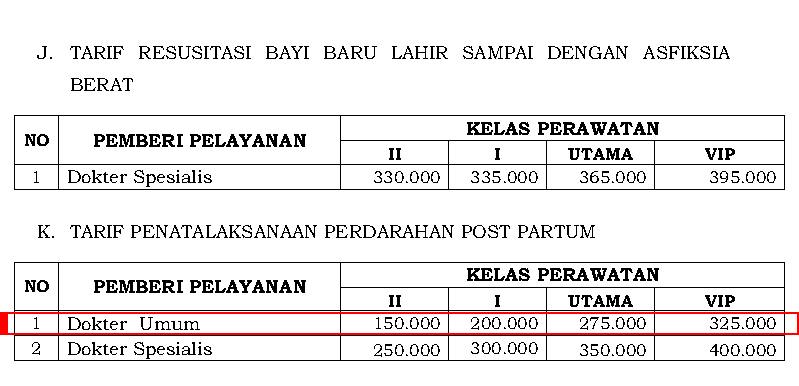 J. TARIF RESUSITASI BAYI BARU LAHIR SAMPAI DENGAN ASFIKSIA
BERAT
NO PEMBERI PELAYANAN KELAS PERAWATAN
II I UTAMA VIP
1 Dokter Spesialis 330.000 335.000 365.000 395.000
K. TARIF PENATALAKSANAAN PERDARAHAN POST PARTUM
NO PEMBERI PELAYANAN KELAS PERAWATAN
II I UTAMA VIP
1 Dokter Umum 150.000 200.000 275.000 325.000
2 Dokter Spesialis 250.000 300.000 350.000 400.000